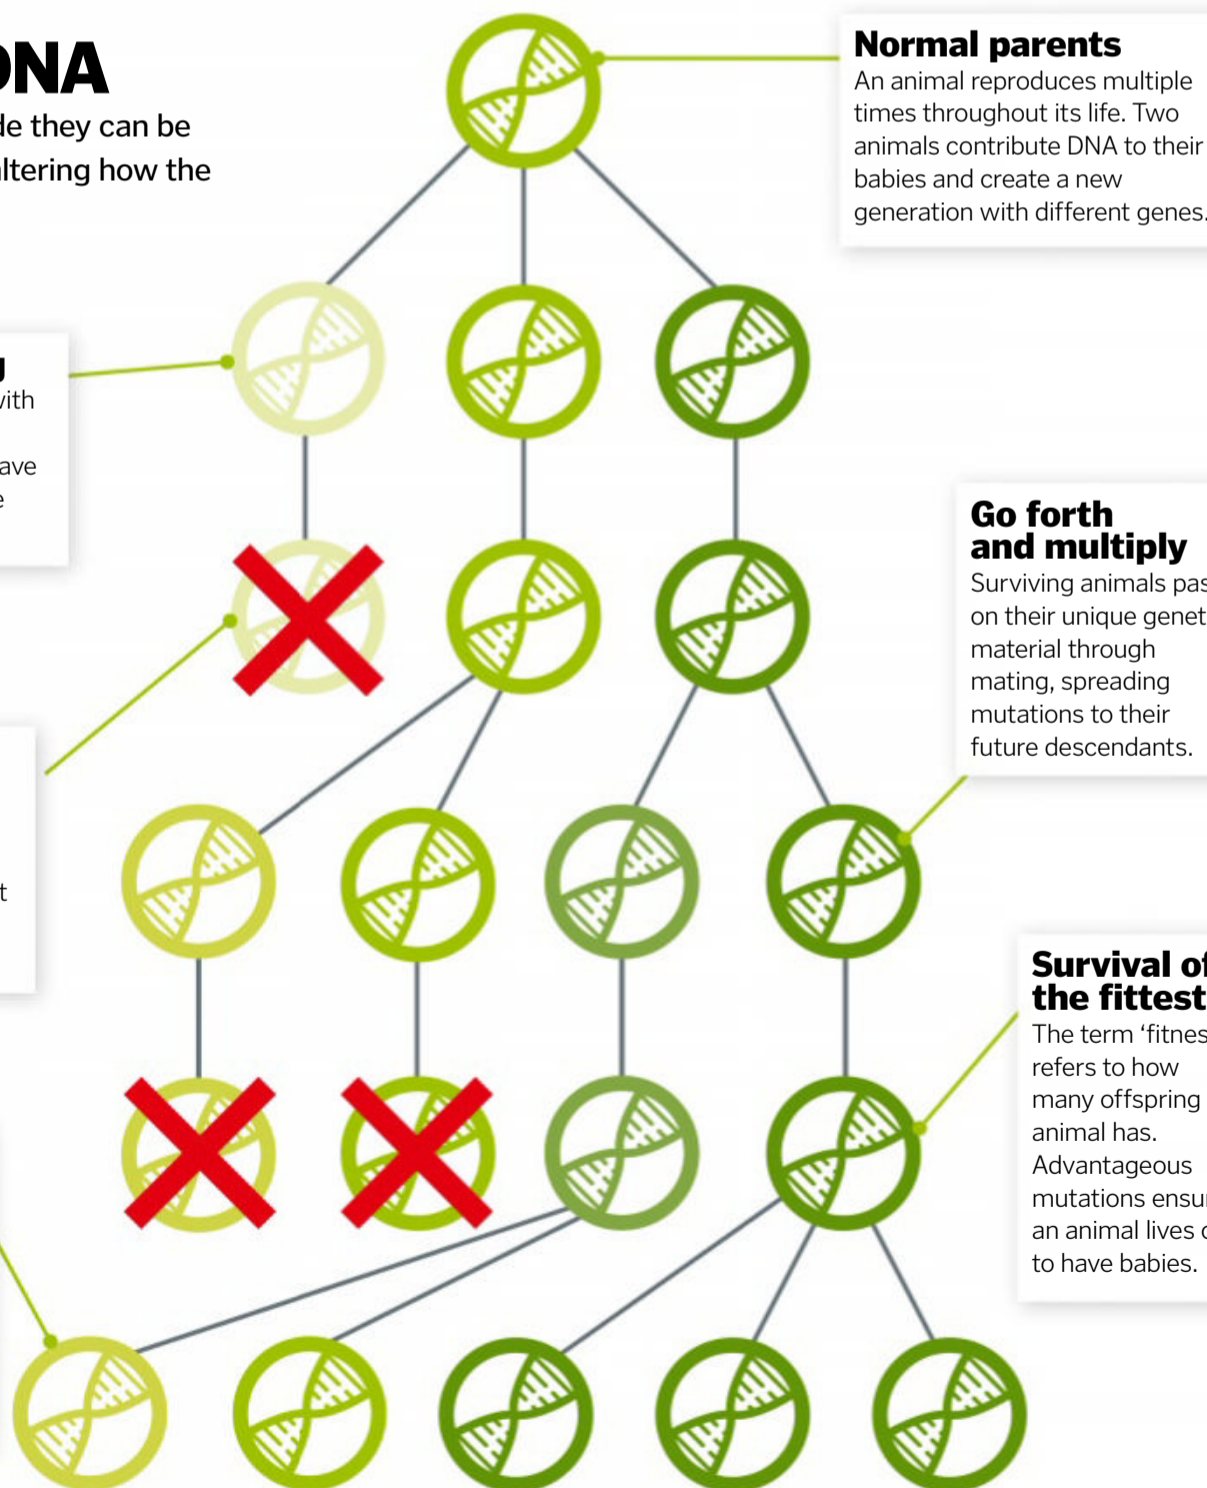 DNA
de they can be
altering how the
Normal parents
An animal reproduces multiple
times throughout its life. Two
animals contribute DNA to their
babies and create a new
generation with different genes.
g
with
ave
e
Go forth
and multiply
Surviving animals pas
on their unique genet
material through
mating, spreading
mutations to their
future descendants.
t
Survival of
the fittest
The term ‘fitnes
refers to how
many offspring
animal has.
Advantageous
mutations ensu
an animal lives
to have babies.